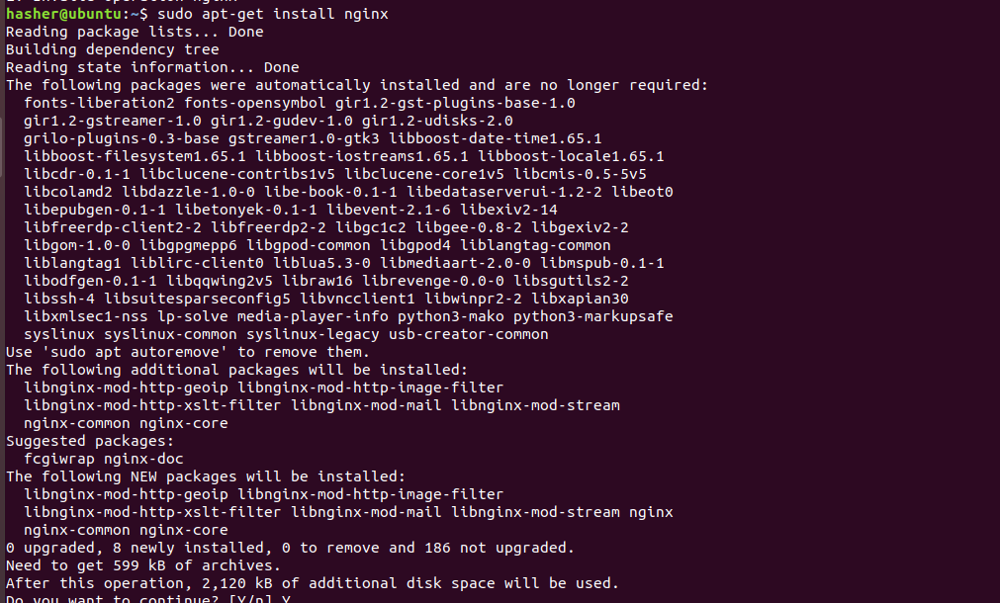 hasher@ubuntu:~$ sudo apt-get install nginx
Reading package lists... Done
Building dependency tree
Reading state information... Done
The following packages were automatically installed and are no longer required:
  fonts-liberation2 fonts-opensymbol gir1.2-gst-plugins-base-1.0
  gir1.2-gstreamer-1.0 gir1.2-gudev-1.0 gir1.2-udisks-2.0
  grilo-plugins-0.3-base gstreamer1.0-gtk3 libboost-date-time1.65.1
  libboost-filesystem1.65.1 libboost-iostreams1.65.1 libboost-locale1.65.1
  libcdr-0.1-1 libclucene-contribs1v5 libclucene-core1v5 libcmis-0.5-5v5
  libcolamd2 libdazzle-1.0-0 libe-book-0.1-1 libedataserverui-1.2-2 libeot0
  libepubgen-0.1-1 libetonyek-0.1-1 libevent-2.1-6 libexiv2-14
  libfreerdp-client2-2 libfreerdp2-2 libgc1c2 libgee-0.8-2 libgexiv2-2
  libgom-1.0-0 libgpgmepp6 libgpod-common libgpod4 liblangtag-common
  liblangtag1 liblirc-client0 liblua5.3-0 libmediaart-2.0-0 libmspub-0.1-1
  libodfgen-0.1-1 libqqwing2v5 libraw16 librevenge-0.0-0 libsgutils2-2
  libssh-4 libsuitesparseconfig5 libvncclient1 libwinpr2-2 libxapian30
  libxmlsec1-nss lp-solve media-player-info python3-mako python3-markupsafe
  syslinux syslinux-common syslinux-legacy usb-creator-common
Use 'sudo apt autoremove' to remove them.
The following additional packages will be installed:
  libnginx-mod-http-geoip libnginx-mod-http-image-filter
  libnginx-mod-http-xslt-filter libnginx-mod-mail libnginx-mod-stream
  nginx-common nginx-core
Suggested packages:
  fcgiwrap nginx-doc
The following NEW packages will be installed:
  libnginx-mod-http-geoip libnginx-mod-http-image-filter
  libnginx-mod-http-xslt-filter libnginx-mod-mail libnginx-mod-stream nginx
  nginx-common nginx-core
0 upgraded, 8 newly installed, 0 to remove and 186 not upgraded.
Need to get 599 kB of archives.
After this operation, 2,120 kB of additional disk space will be used.
Do you want to continue? [Y/n] Y